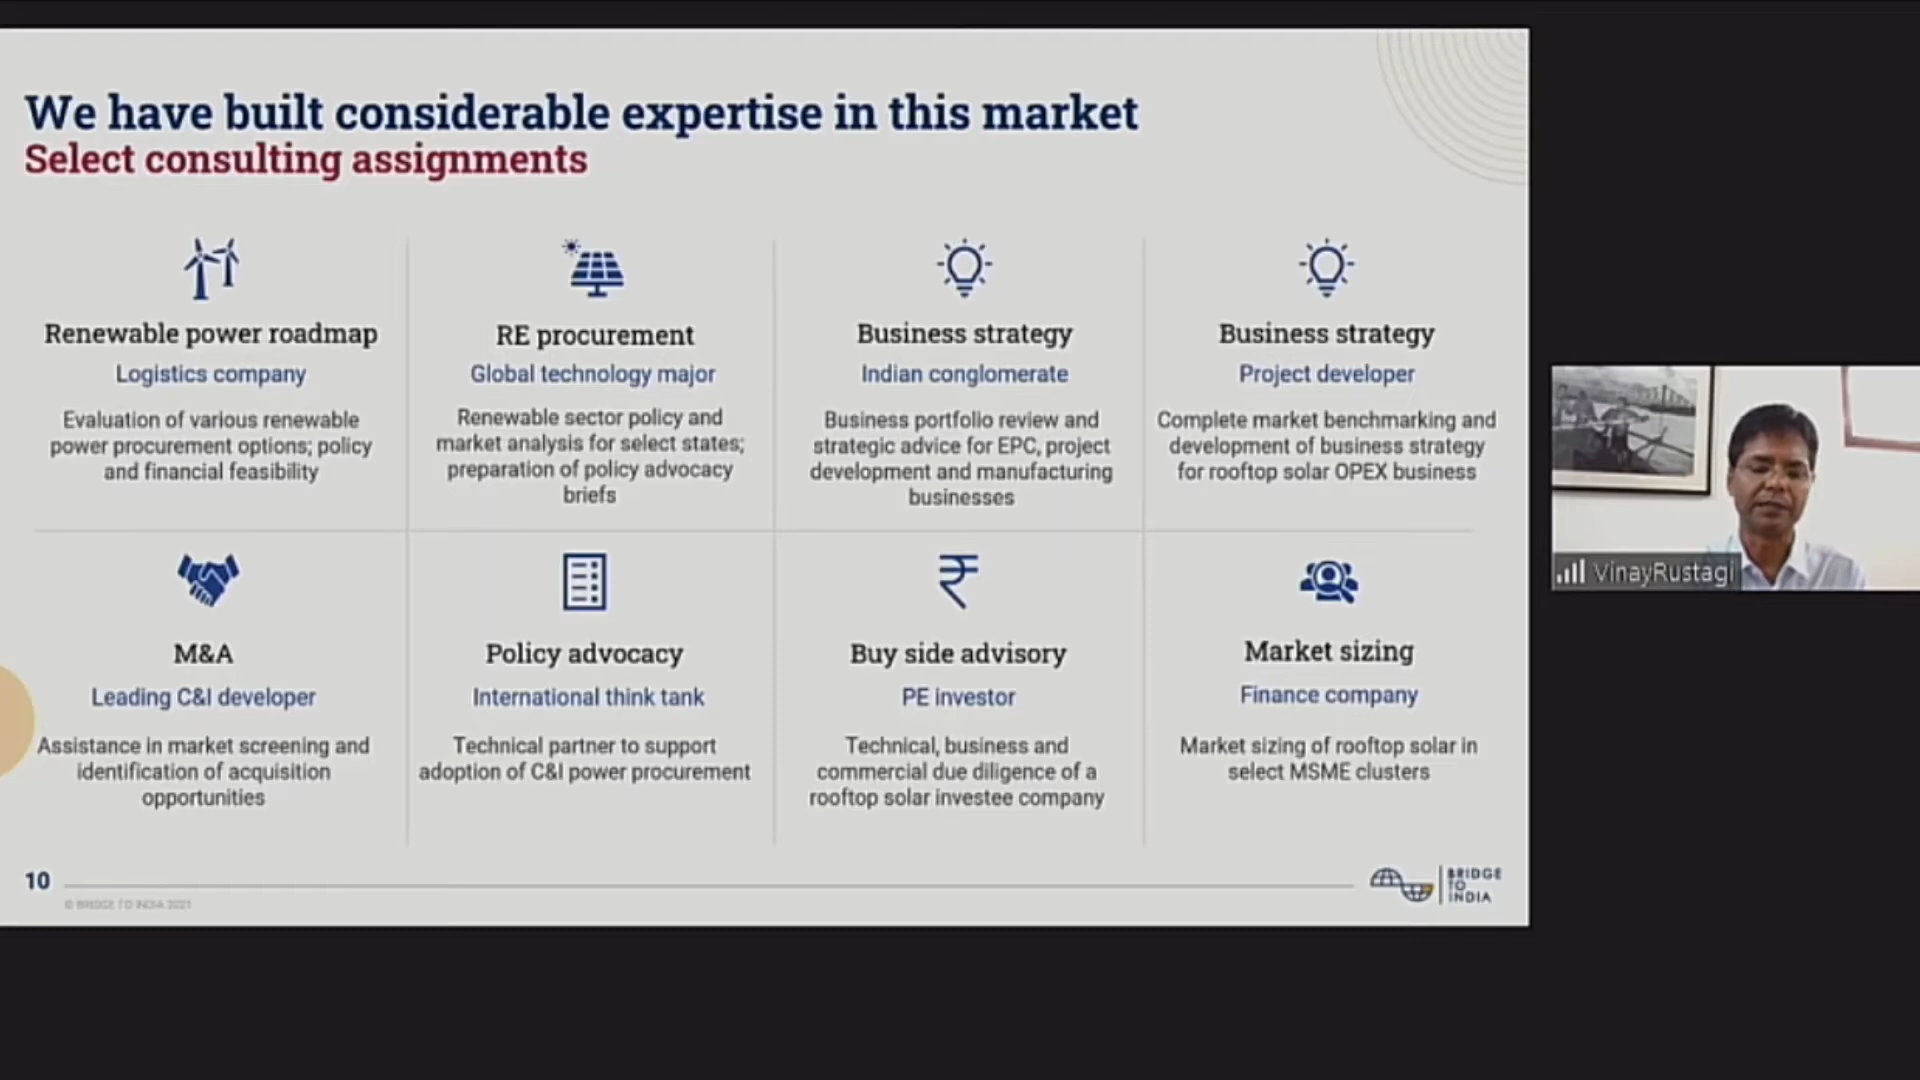 We have built considerable expertise in this market
Select consulting assignments
Renewable power roadmap
Logistics company
Evaluation of various renewable
power procurement options; policy
and financial feasibility
RE procurement
Global technology major
Renewable sector policy and
market analysis for select states;
preparation of policy advocacy
briefs
Business strategy
Indian conglomerate
Business portfolio review and
strategic advice for EPC, project
development and manufacturing
businesses
Business strategy
Project developer
Complete market benchmarking and
development of business strategy
for rooftop solar OPEX business
M&A
Leading C&I developer
Assistance in market screening and
identification of acquisition
opportunities
Policy advocacy
International think tank
Technical partner to support
adoption of C&I power procurement
₹
Buy side advisory
PE investor
Technical, business and
commercial due diligence of a
rooftop solar investee company
Market sizing
Finance company
Market sizing of rooftop solar in
select MSME clusters
10
© BRIDGE TO INDIA 2021
BRIDGE
TO
INDIA
VinayRustagi